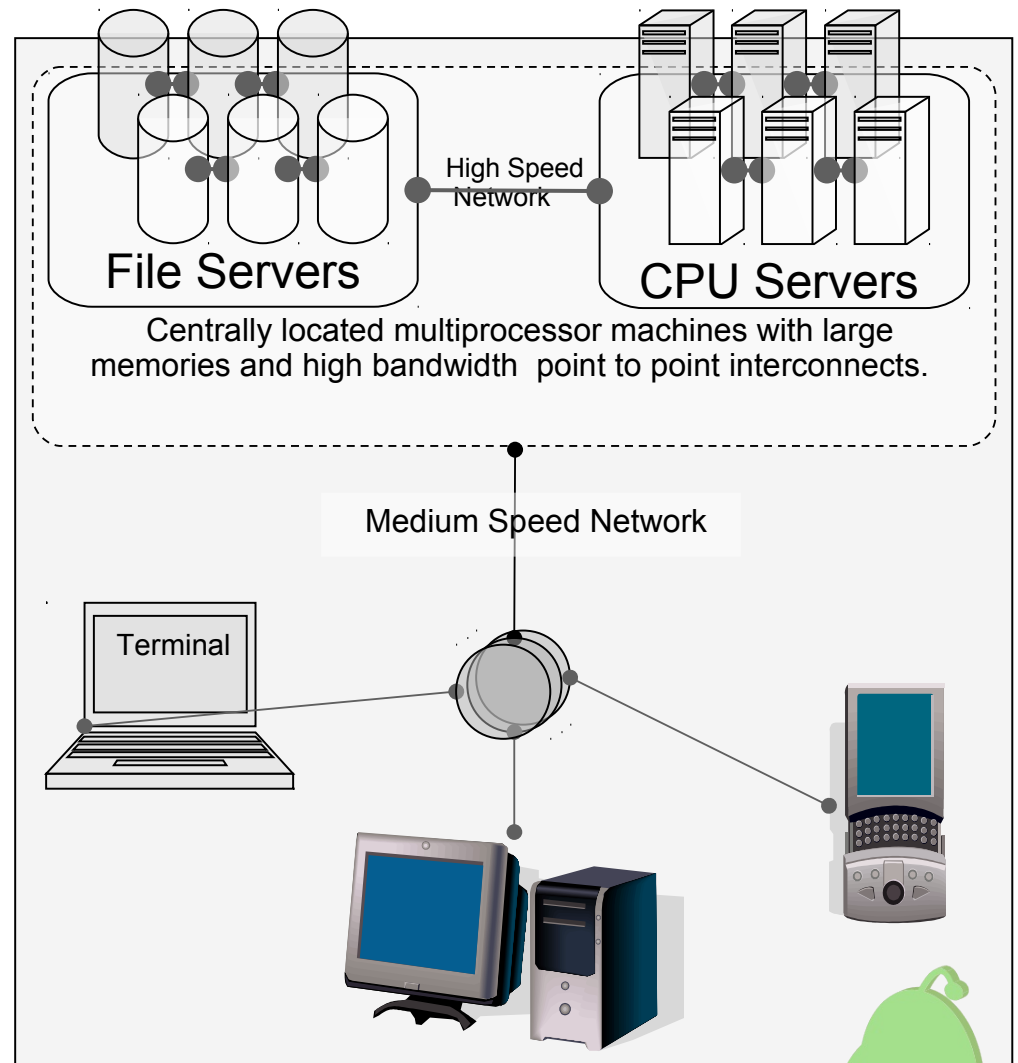 High Speed
Network
File Servers
CPU Servers
Centrally located multiprocessor machines with large
memories and high bandwidth  point to point interconnects.
Medium Speed Network
Terminal